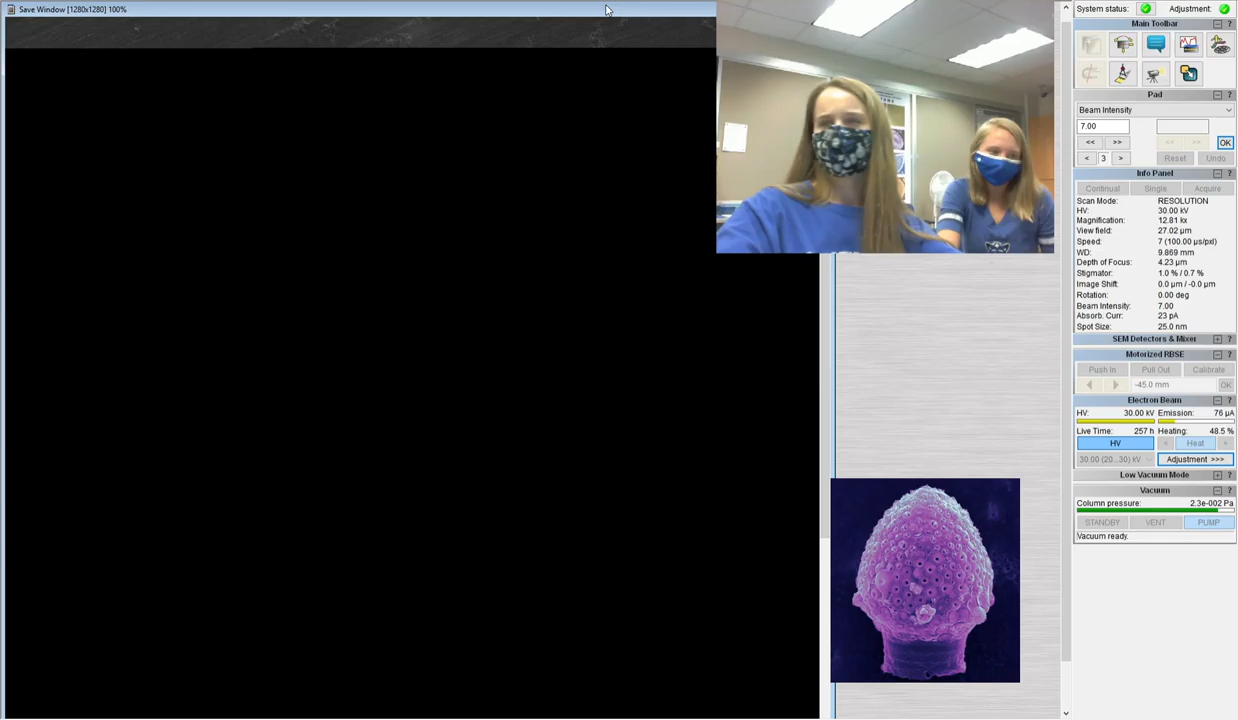 Save Window [1280x1280] 100%
System status:
Adjustment:
Main Toolbar
?
Pad
?
Beam Intensity
7.00
<< >>
<< >>
OK
< 3 >
Reset
Undo
Info Panel
?
Continual
Single
Acquire
Scan Mode: RESOLUTION
HV: 30.00 kV
Magnification: 12.81 kx
View field: 27.02 µm
Speed: 7 (100.00 µs/pxl)
WD: 9.869 mm
Depth of Focus: 4.23 µm
Stigmator: 1.0 % / 0.7 %
Image Shift: 0.0 µm / -0.0 µm
Rotation: 0.00 deg
Beam Intensity: 7.00
Absorb. Curr: 23 pA
Spot Size: 25.0 nm
SEM Detectors & Mixer
?
Motorized RBSE
?
Push In
Pull Out
Calibrate
-45.0 mm
OK
Electron Beam
?
HV: 30.00 kV Emission: 76 µA
Live Time: 257 h Heating: 48.5 %
HV
< Heat
30.00 (20...30) kV
Adjustment >>>
Low Vacuum Mode
?
Vacuum
?
Column pressure: 2.3e-002 Pa
STANDBY
VENT
PUMP
Vacuum ready.